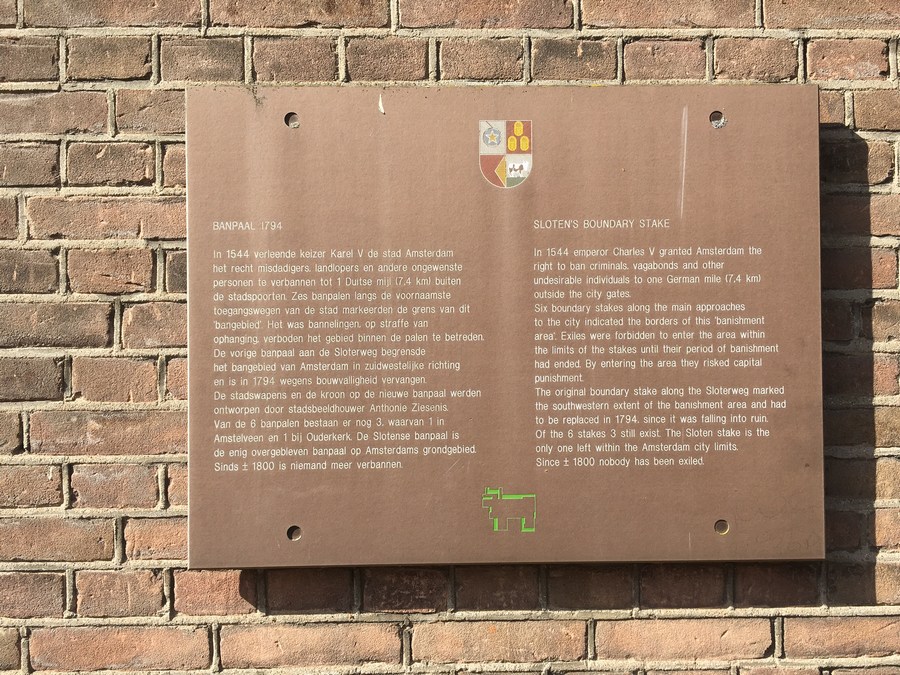 BANPAAL 1794
In 1544 verleende keizer Karel V de stad Amsterdam
het recht misdadigers, landlopers en andere ongewenste
personen te verbannen tot 1 Duitse mijl (7,4 km) buiten
de stadspoorten. Zes banpalen langs de voornaamste
toegangswegen van de stad markeerden de grens van dit
'bangebied'. Het was bannelingen, op straffe van
ophanging, verboden het gebied binnen de palen te betreden.
De vorige banpaal aan de Sloterweg begrensde
het bangebied van Amsterdam in zuidwestelijke richting
en is in 1794 wegens bouwvalligheid vervangen.
De stadswapens en de kroon op de nieuwe banpaal werden
ontworpen door stadsbeeldhouwer Anthonie Ziesenis.
Van de 6 banpalen bestaan er nog 3, waarvan 1 in
Amstelveen en 1 bij Ouderkerk. De Slotense banpaal is
de enig overgebleven banpaal op Amsterdams grondgebied.
Sinds ± 1800 is niemand meer verbannen.
SLOTEN'S BOUNDARY STAKE
In 1544 emperor Charles V granted Amsterdam the
right to ban criminals, vagabonds and other
undesirable individuals to one German mile (7,4 km)
outside the city gates.
Six boundary stakes along the main approaches
to the city indicated the borders of this 'banishment
area'. Exiles were forbidden to enter the area within
the limits of the stakes until their period of banishment
had ended. By entering the area they risked capital
punishment.
The original boundary stake along the Sloterweg marked
the southwestern extent of the banishment area and had
to be replaced in 1794, since it was falling into ruin.
Of the 6 stakes 3 still exist. The Sloten stake is the
only one left within the Amsterdam city limits.
Since ± 1800 nobody has been exiled.